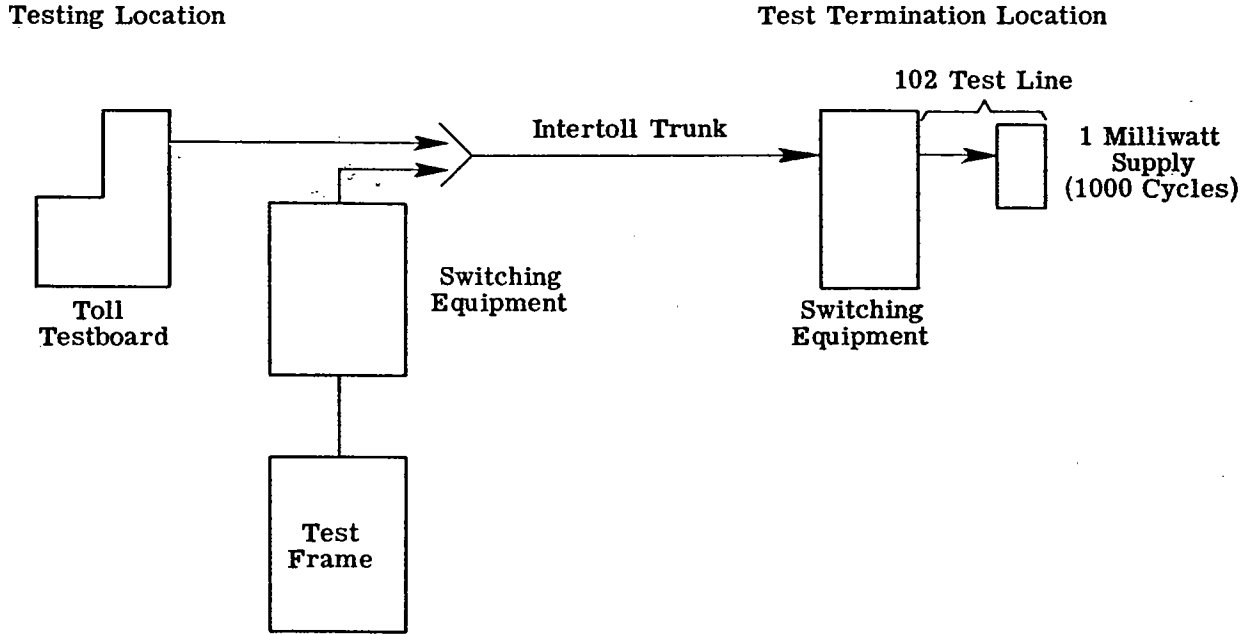 Testing Location
Test Termination Location
102 Test Line
Intertoll Trunk
1 Milliwatt
Supply
(1000 Cycles)
Toll
Testboard
Switching
Equipment
Switching
Equipment
Test
Frame